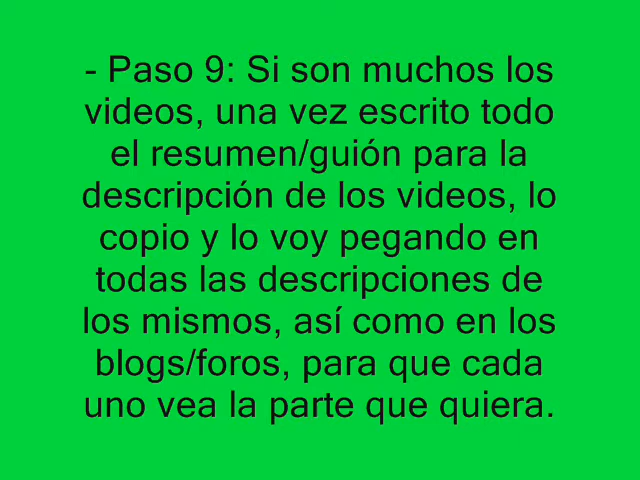 - Paso 9: Si son muchos los
videos, una vez escrito todo
el resumen/guión para la
descripción de los videos, lo
copio y lo voy pegando en
todas las descripciones de
los mismos, así como en los
blogs/foros, para que cada
uno vea la parte que quiera.